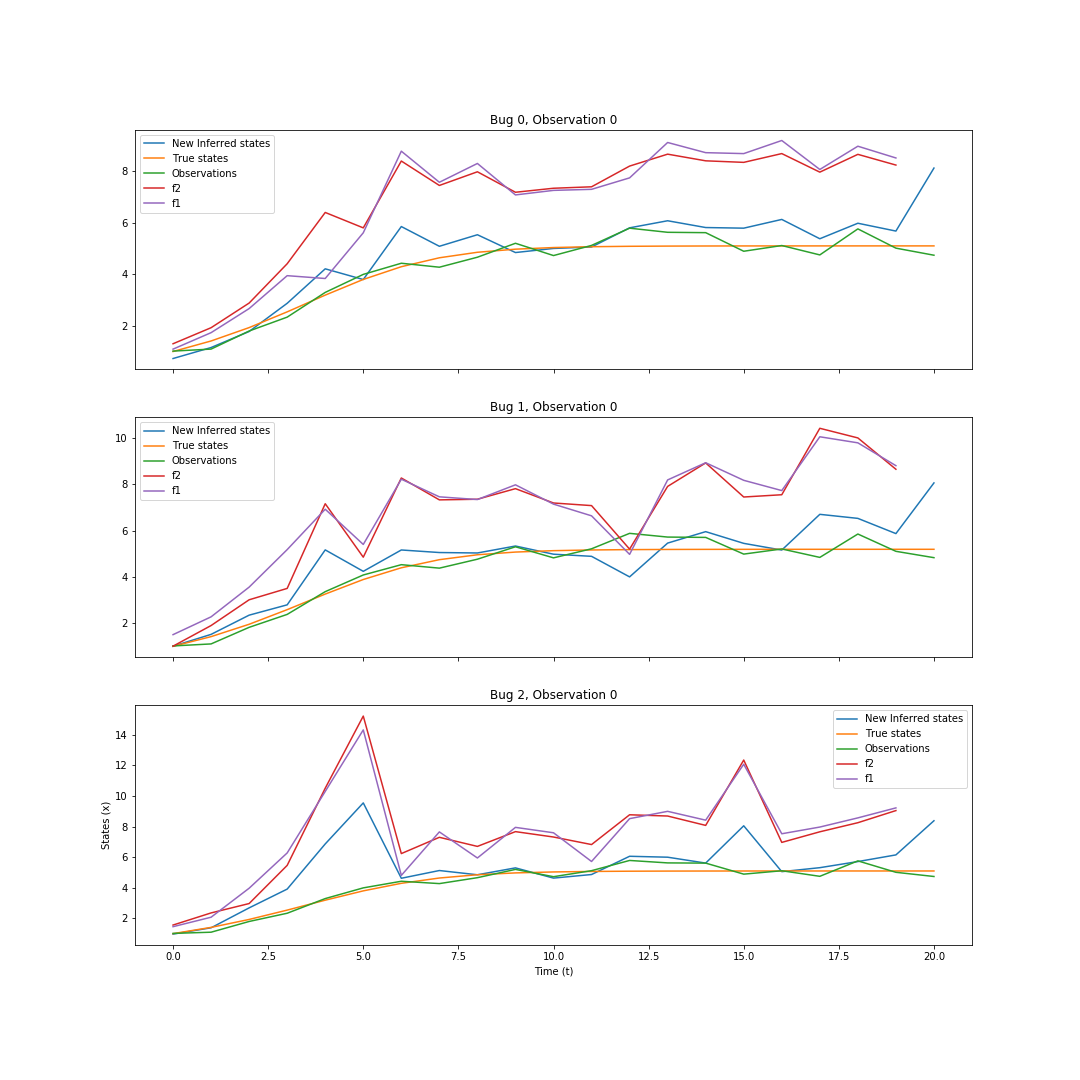 Bug 0, Observation 0
New Inferred states
True states
Observations
f2
f1
8
6
4
2
Bug 1, Observation 0
New Inferred states
True states
Observations
f2
f1
10
8
6
4
2
Bug 2, Observation 0
New Inferred states
True states
Observations
f2
f1
14
12
10
8
6
4
2
States (x)
0.0 2.5 5.0 7.5 10.0 12.5 15.0 17.5 20.0
Time (t)